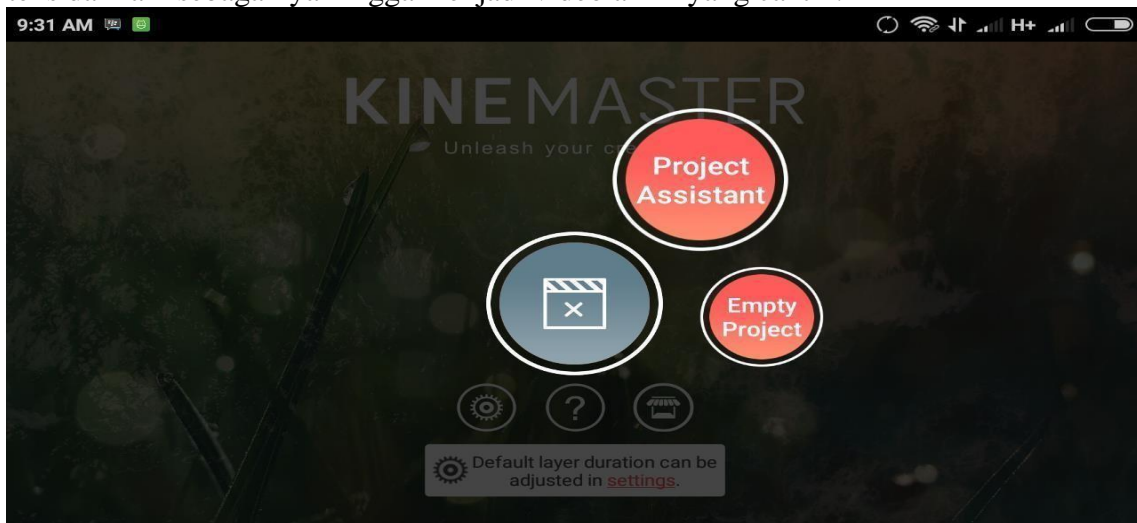 9:31 AM
H+
KINEMASTER
Unleash your
Project
Assistant
Empty
Project
?
Default layer duration can be
adjusted in settings.